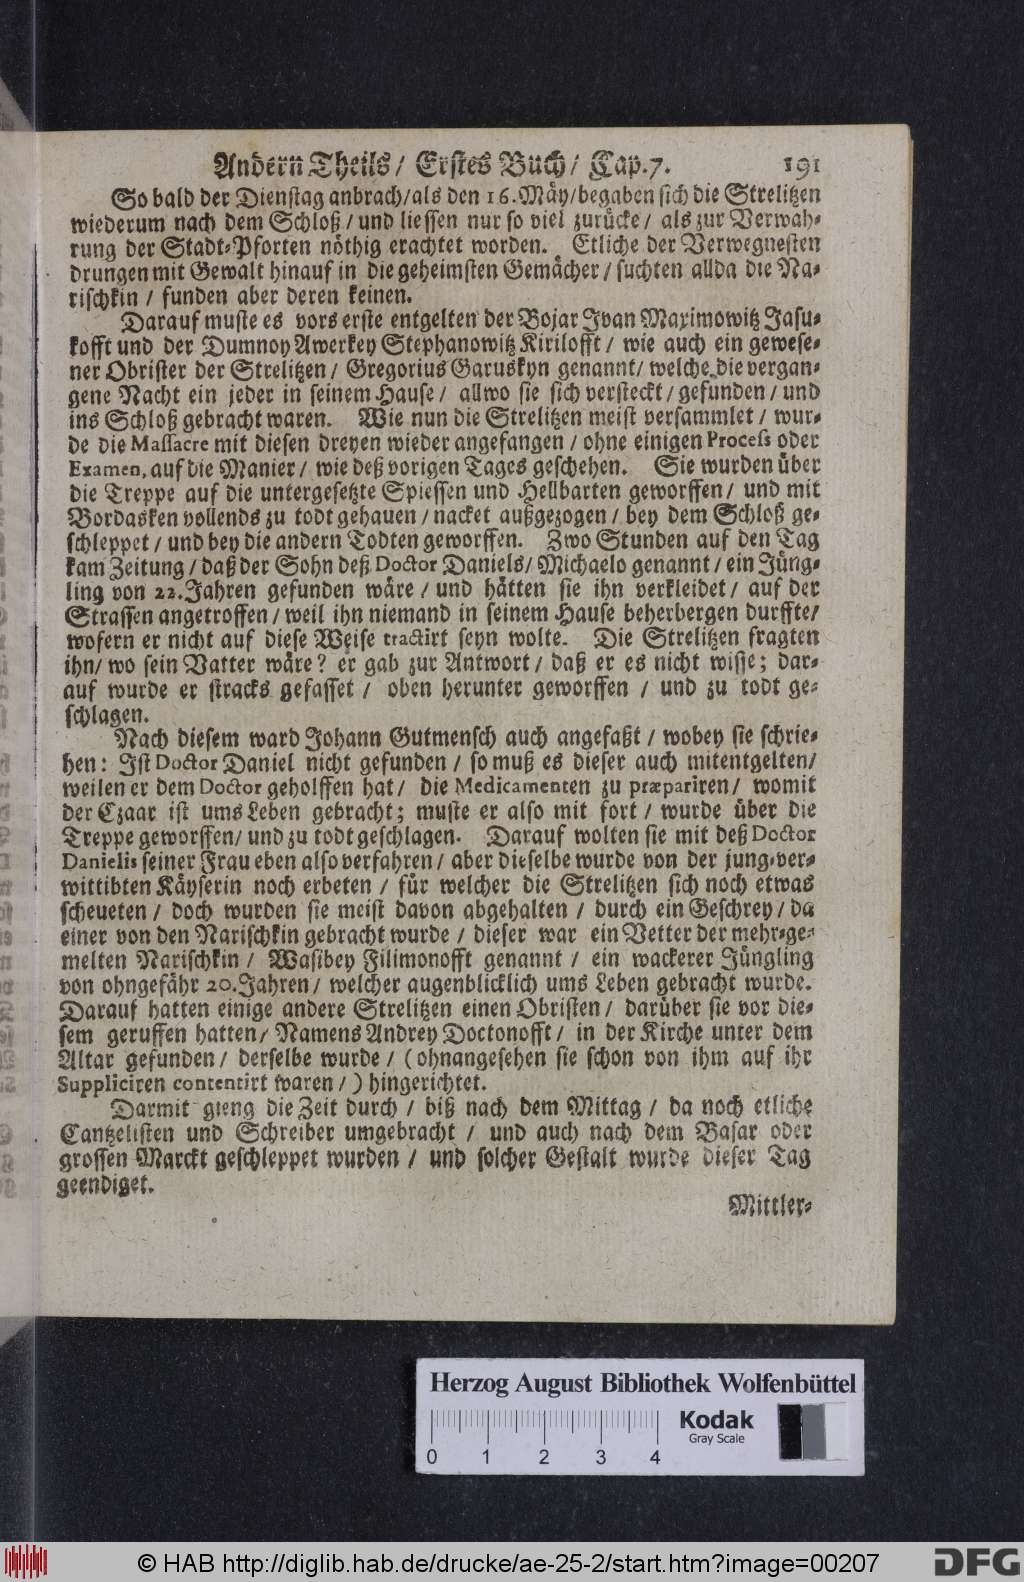 Andern Theils / Erstes Buch / Cap. 7. 191
So bald der Dienstag anbrach / als den 16. Mäy / begaben sich die Strelitzen
wiederum nach dem Schloß / und liessen nur so viel zurücke / als zur Verwah-
rung der Stadt-Pforten nöthig erachtet worden. Etliche der Verwegnesten
drungen mit Gewalt hinauf in die geheimsten Gemächer / suchten allda die Na-
rischkin / funden aber deren keinen.
Darauf muste es vors erste entgelten der Bojar Ivan Maximowitz Jasu-
kofft und der Dumnoy Awerkey Stephanowitz Kirilofft / wie auch ein gewese-
ner Obrister der Strelitzen / Gregorius Garuskyn genannt / welche die vergan-
gene Nacht ein jeder in seinem Hause / allwo sie sich versteckt / gefunden / und
ins Schloß gebracht waren. Wie nun die Strelitzen meist versammlet / wur-
de die Massacre mit diesen dreyen wieder angefangen / ohne einigen Process oder
Examen, auf die Manier / wie deß vorigen Tages geschehen. Sie wurden über
die Treppe auf die untergesetzte Spiessen und Hellbarten geworffen / und mit
Bordasken vollends zu todt gehauen / nacket außgezogen / bey dem Schloß ge-
schleppet / und bey die andern Todten geworffen. Zwo Stunden auf den Tag
kam Zeitung / daß der Sohn deß Doctor Daniels / Michaelo genannt / ein Jüng-
ling von 22. Jahren gefunden wäre / und hätten sie ihn verkleidet / auf der
Strassen angetroffen / weil ihn niemand in seinem Hause beherbergen durffte /
wofern er nicht auf diese Weise tractirt seyn wolte. Die Strelitzen fragten
ihn / wo sein Vatter wäre? er gab zur Antwort / daß er es nicht wisse; dar-
auf wurde er stracks gefasset / oben herunter geworffen / und zu todt ge-
schlagen.
Nach diesem ward Johann Gutmensch auch angefaßt / wobey sie schrie-
hen: Ist Doctor Daniel nicht gefunden / so muß es dieser auch mitentgelten /
weilen er dem Doctor geholffen hat / die Medicamenten zu præpariren / womit
der Czaar ist ums Leben gebracht; muste er also mit fort / wurde über die
Treppe geworffen / und zu todt geschlagen. Darauf wolten sie mit deß Doctor
Danielis seiner Frau eben also verfahren / aber dieselbe wurde von der jung-ver-
wittibten Käyserin noch erbeten / für welcher die Strelitzen sich noch etwas
scheueten / doch wurden sie meist davon abgehalten / durch ein Geschrey / da
einer von den Narischkin gebracht wurde / dieser war ein Vetter der mehr-ge-
melten Narischkin / Wasibey Filimonofft genannt / ein wackerer Jüngling
von ohngefähr 20. Jahren / welcher augenblicklich ums Leben gebracht wurde.
Darauf hatten einige andere Strelitzen einen Obristen / darüber sie vor die-
sem geruffen hatten / Namens Andrey Doctonofft / in der Kirche unter dem
Altar gefunden / derselbe wurde / (ohnangesehen sie schon von ihm auf ihr
Suppliciren contentirt waren / ) hingerichtet.
Darmit gieng die Zeit durch / biß nach dem Mittag / da noch etliche
Cantzelisten und Schreiber umgebracht / und auch nach dem Basar oder
grossen Marckt geschleppet wurden / und solcher Gestalt wurde dieser Tag
geendiget.
Mittler-
Herzog August Bibliothek Wolfenbüttel
Kodak
Gray Scale
0 1 2 3 4
© HAB http://diglib.hab.de/drucke/ae-25-2/start.htm?image=00207
DFG